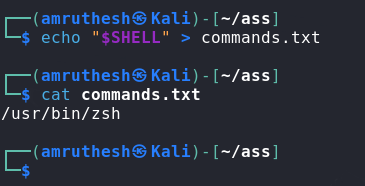 ┌──(amruthesh㉿Kali)-[~/ass]
└─$ echo "$SHELL" > commands.txt
┌──(amruthesh㉿Kali)-[~/ass]
└─$ cat commands.txt
/usr/bin/zsh
┌──(amruthesh㉿Kali)-[~/ass]
└─$